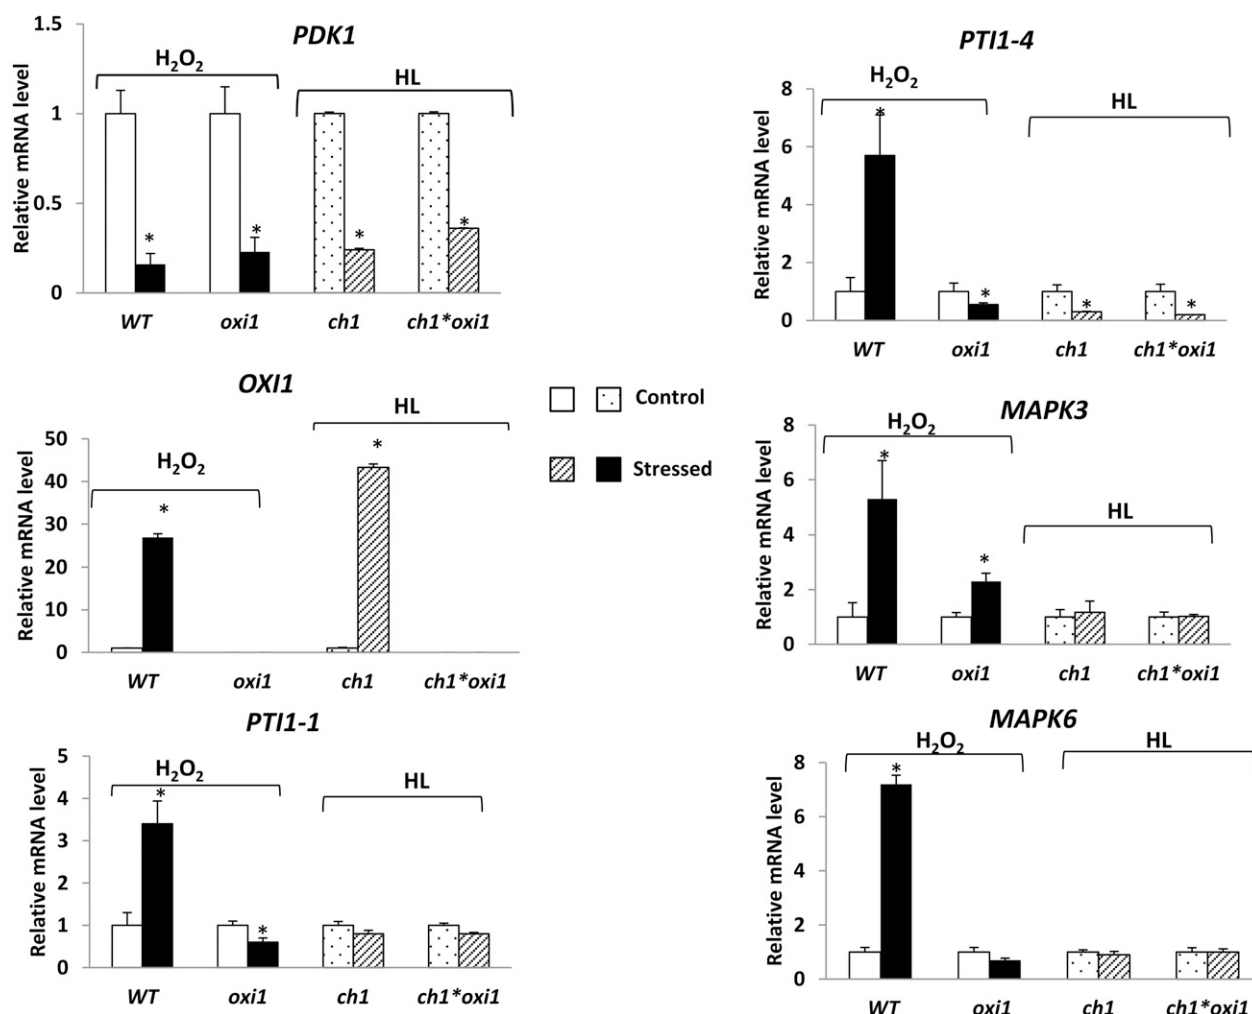 PDK1
Relative mRNA level
1.5
1
0.5
0
H₂O₂
HL
*
*
*
*
WT oxi1 ch1 ch1*oxi1
PTI1-4
Relative mRNA level
8
6
4
2
0
H₂O₂
HL
*
*
*
*
WT oxi1 ch1 ch1*oxi1
OXI1
Relative mRNA level
50
40
30
20
10
0
H₂O₂
HL
*
*
WT oxi1 ch1 ch1*oxi1
Control
Stressed
MAPK3
Relative mRNA level
8
6
4
2
0
H₂O₂
HL
*
*
WT oxi1 ch1 ch1*oxi1
PTI1-1
Relative mRNA level
5
4
3
2
1
0
H₂O₂
HL
*
*
WT oxi1 ch1 ch1*oxi1
MAPK6
Relative mRNA level
8
6
4
2
0
H₂O₂
HL
*
WT oxi1 ch1 ch1*oxi1